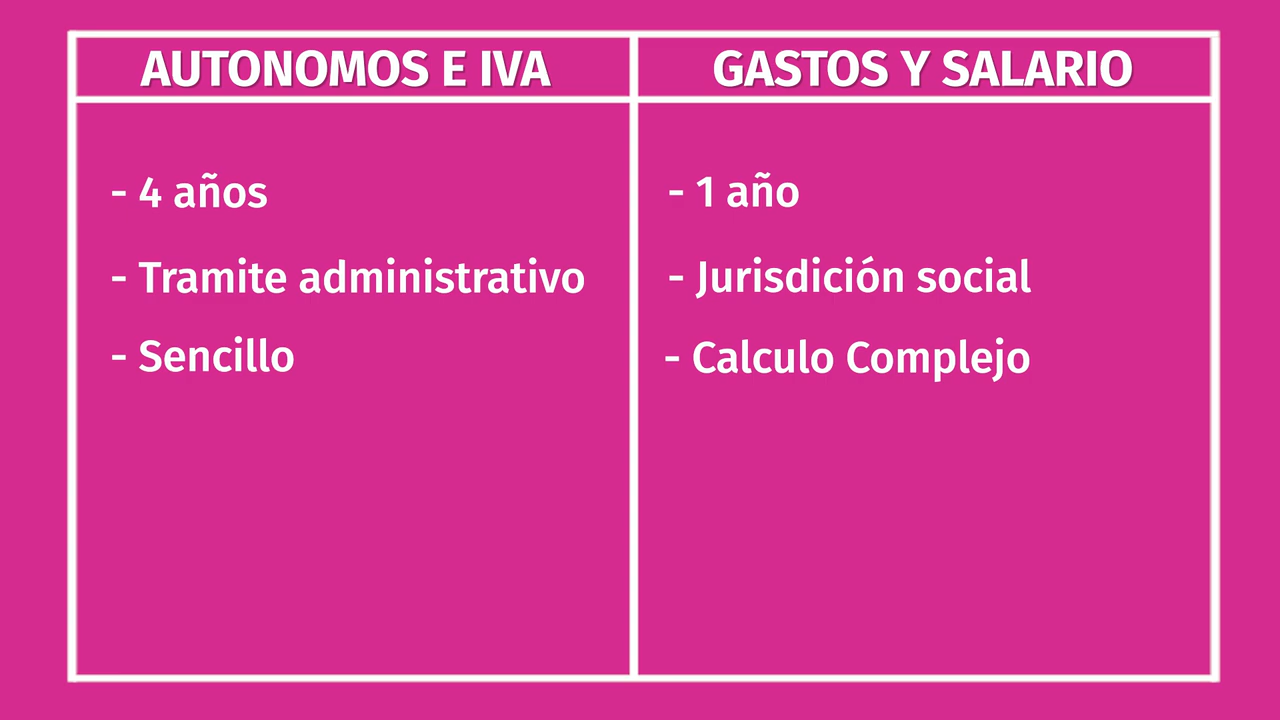 AUTONOMOS E IVA
- 4 años
- Tramite administrativo
- Sencillo
GASTOS Y SALARIO
- 1 año
- Jurisdición social
- Calculo Complejo